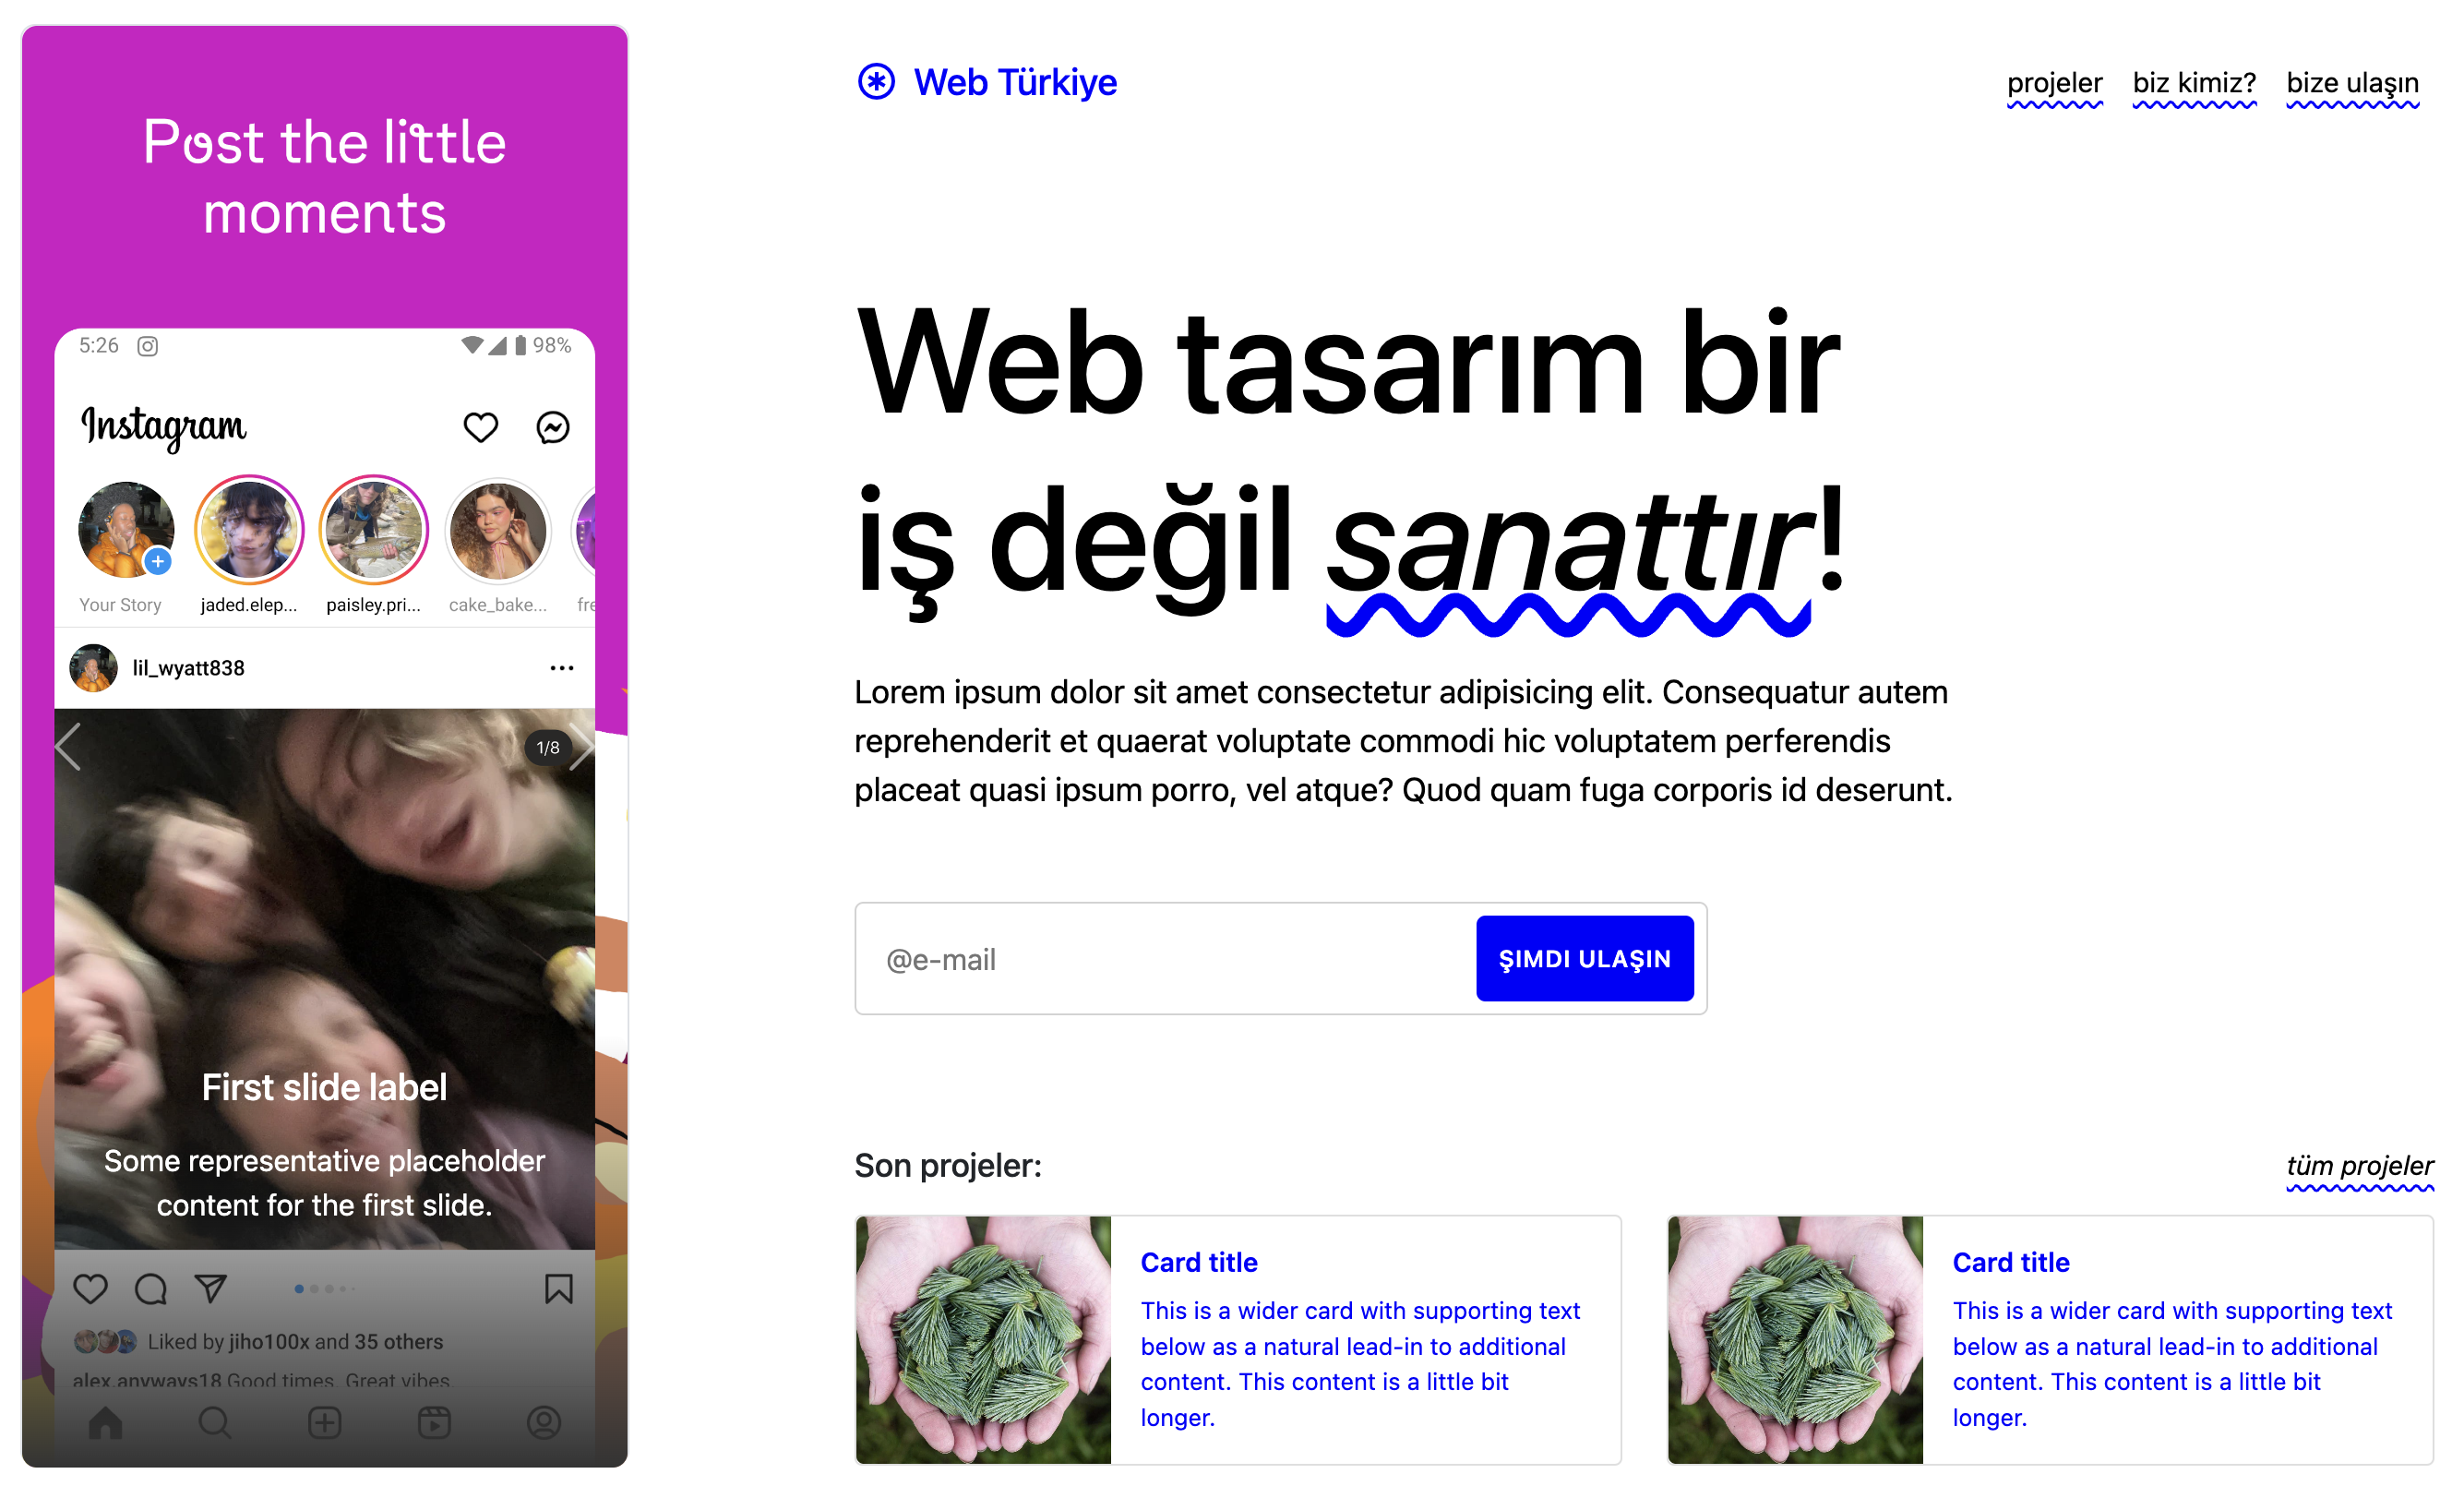 Post the little
moments
5:26
98%
Instagram
Your Story
jaded.elep...
paisley.pri...
cake_bake...
fre
lil_wyatt838
1/8
First slide label
Some representative placeholder
content for the first slide.
Liked by jiho100x and 35 others
alex.anyways18 Good times. Great vibes
Web Türkiye
projeler
biz kimiz?
bize ulaşın
Web tasarım bir
iş değil sanattır!
Lorem ipsum dolor sit amet consectetur adipisicing elit. Consequatur autem
reprehenderit et quaerat voluptate commodi hic voluptatem perferendis
placeat quasi ipsum porro, vel atque? Quod quam fuga corporis id deserunt.
@e-mail
ŞIMDI ULAŞIN
Son projeler:
tüm projeler
Card title
This is a wider card with supporting text
below as a natural lead-in to additional
content. This content is a little bit
longer.
Card title
This is a wider card with supporting text
below as a natural lead-in to additional
content. This content is a little bit
longer.